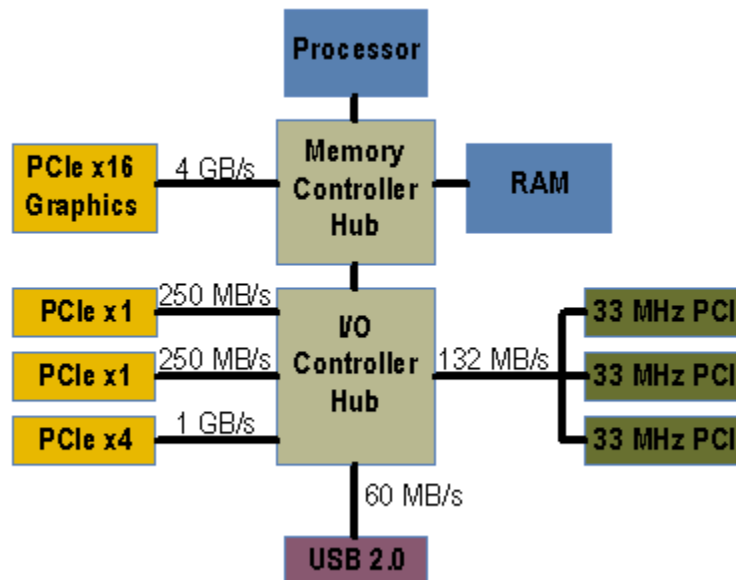 Processor
PCIe x16
Graphics
4 GB/s
Memory
Controller
Hub
RAM
PCIe x1
250 MB/s
PCIe x1
250 MB/s
PCIe x4
1 GB/s
I/O
Controller
Hub
132 MB/s
33 MHz PCI
33 MHz PCI
33 MHz PCI
60 MB/s
USB 2.0